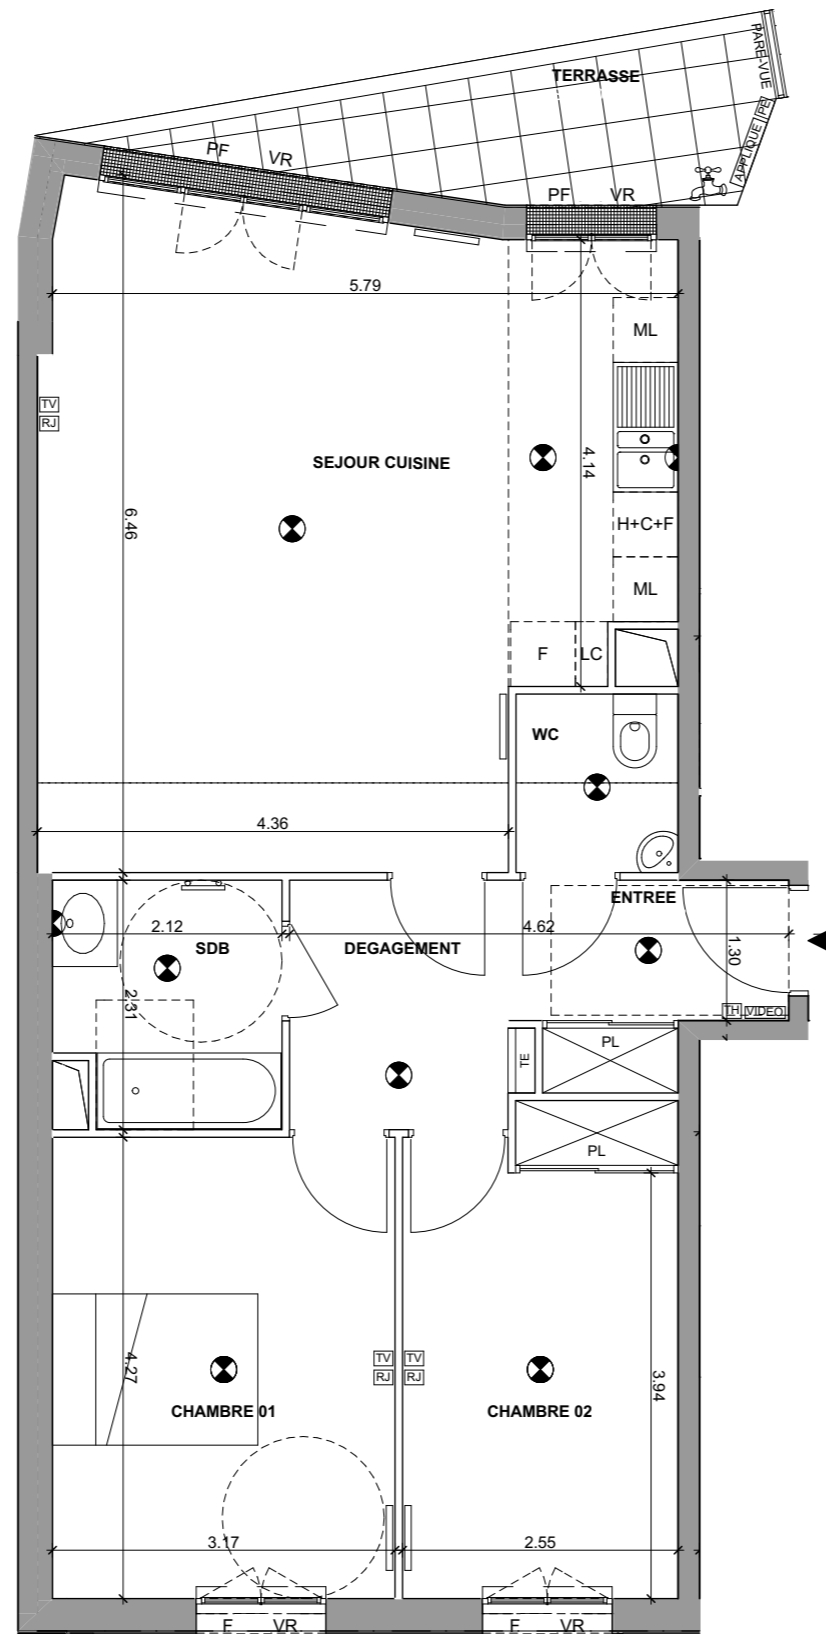 PARE-VUE
TERRASSE
PE
APPLIQUE
PF VR
PF VR
5.79
ML
TV
RJ
SEJOUR CUISINE
4.14
6.46
H+C+F
ML
F LC
WC
4.36
ENTREE
2.12
4.62
SDB
DEGAGEMENT
1.30
2.31
TH VIDEO
PL
TE
PL
4.27
TV TV
RJ RJ
3.94
CHAMBRE 01
CHAMBRE 02
3.17
2.55
F VR
F VR